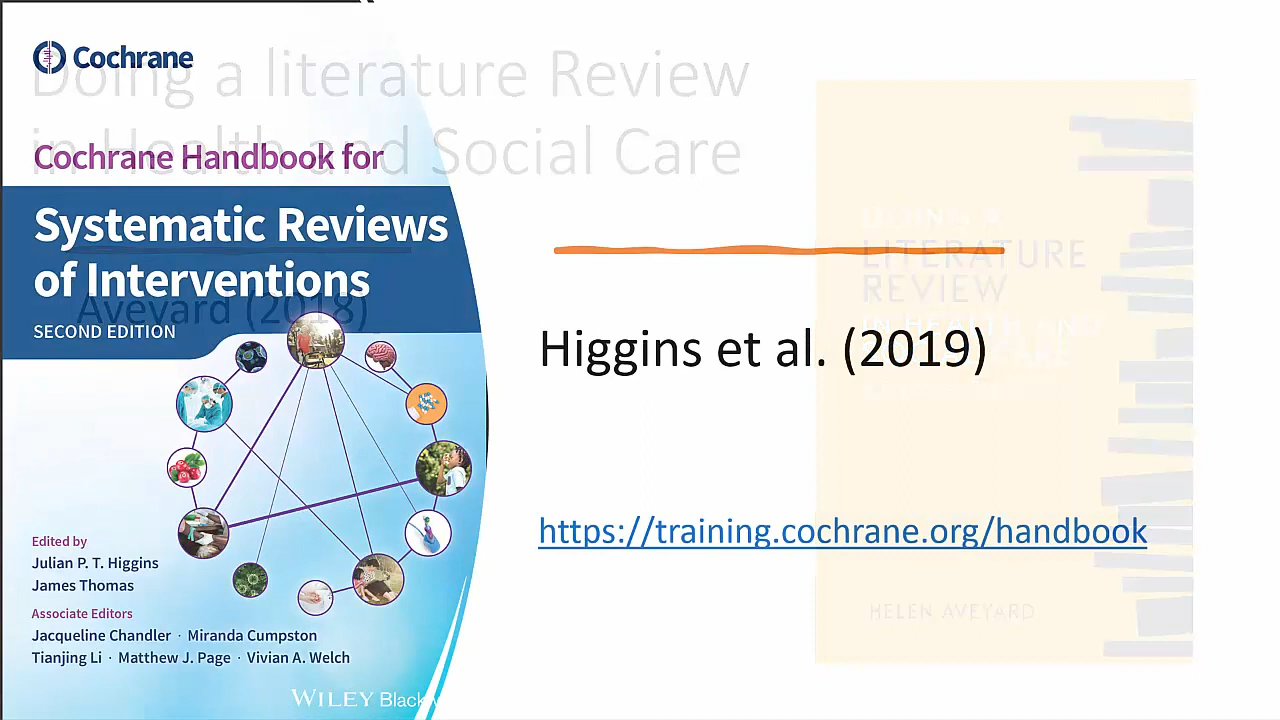 Cochrane
Doing a literature Review
in Health and Social Care
Cochrane Handbook for
Systematic Reviews
of Interventions
SECOND EDITION
Aveyard (2018)
Edited by
Julian P. T. Higgins
James Thomas
Associate Editors
Jacqueline Chandler · Miranda Cumpston
Tianjing Li · Matthew J. Page · Vivian A. Welch
WILEY
Higgins et al. (2019)
https://training.cochrane.org/handbook
DOING A
LITERATURE
REVIEW
HELEN AVEYARD